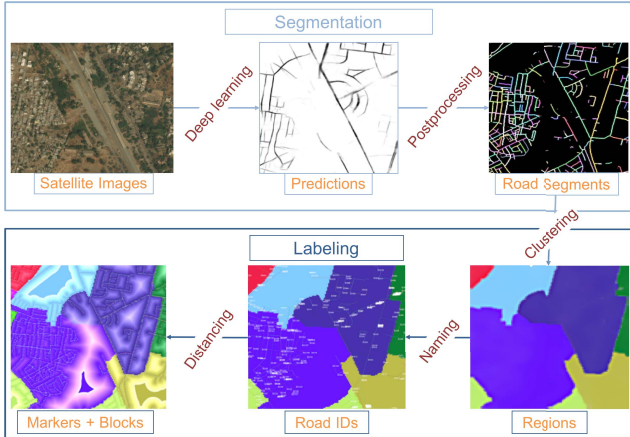 Segmentation
Deep learning
Postprocessing
Satellite Images
Predictions
Road Segments
Clustering
Labeling
Distancing
Naming
Markers + Blocks
Road IDs
Regions